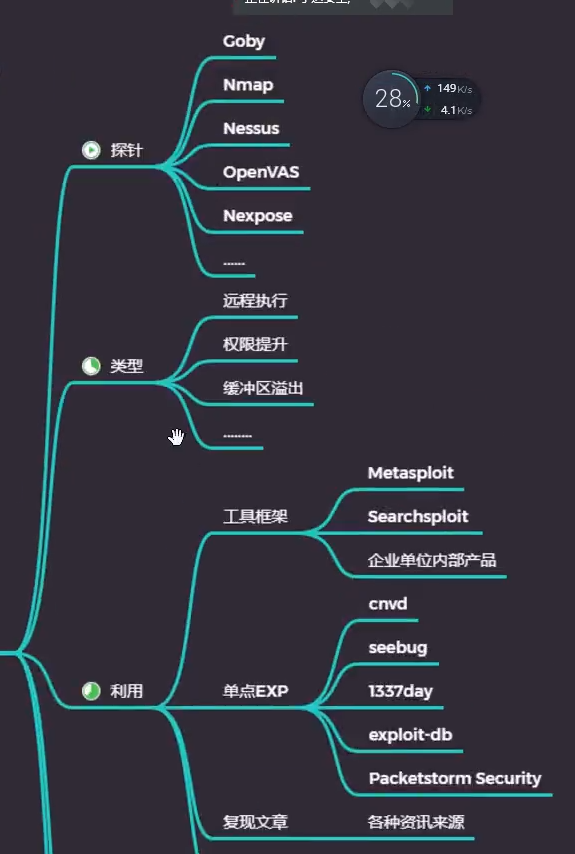 Goby
Nmap
Nessus
OpenVAS
Nexpose
......
探针
28%
149K/s
4.1K/s
远程执行
权限提升
缓冲区溢出
........
类型
Metasploit
Searchsploit
企业单位内部产品
工具框架
cnvd
seebug
1337day
exploit-db
Packetstorm Security
单点EXP
利用
复现文章
各种资讯来源